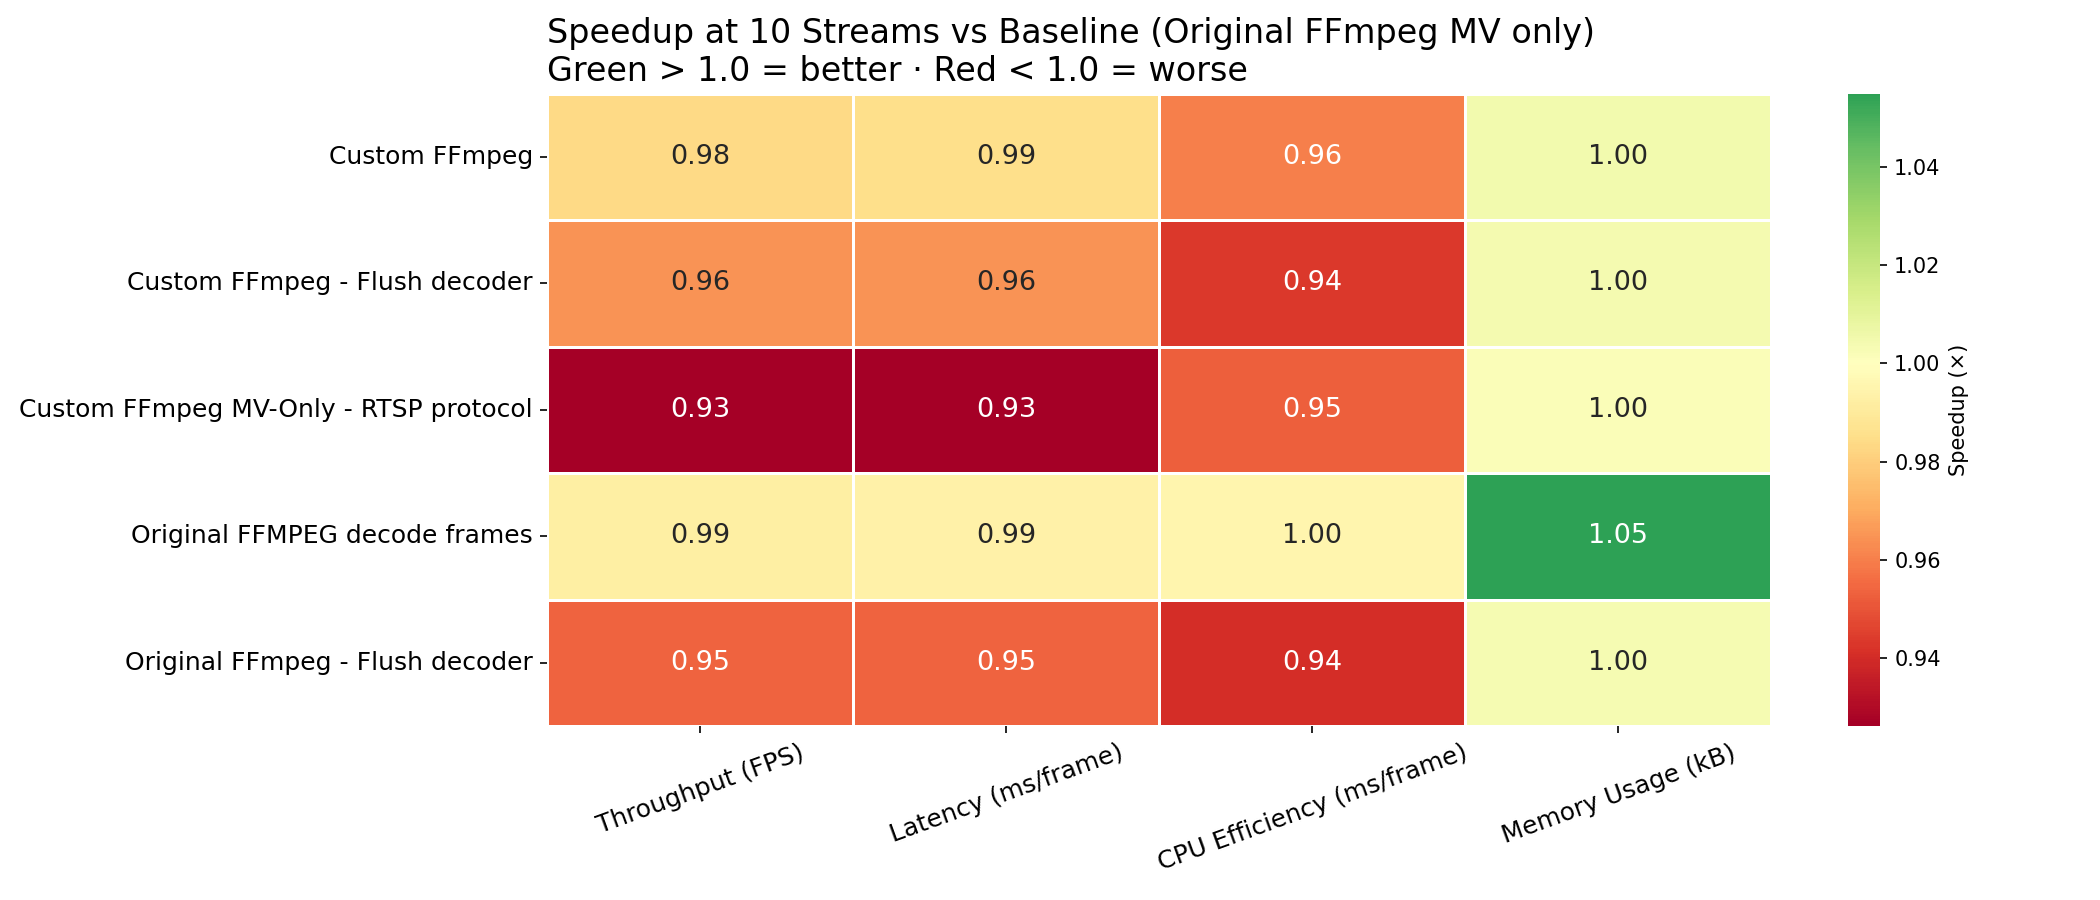 Speedup at 10 Streams vs Baseline (Original FFmpeg MV only)
Green > 1.0 = better · Red < 1.0 = worse
Custom FFmpeg 0.98 0.99 0.96 1.00
Custom FFmpeg - Flush decoder 0.96 0.96 0.94 1.00
Custom FFmpeg MV-Only - RTSP protocol 0.93 0.93 0.95 1.00
Original FFMPEG decode frames 0.99 0.99 1.00 1.05
Original FFmpeg - Flush decoder 0.95 0.95 0.94 1.00
Throughput (FPS)
Latency (ms/frame)
CPU Efficiency (ms/frame)
Memory Usage (kB)
1.04
1.02
1.00
0.98
0.96
0.94
Speedup (×)